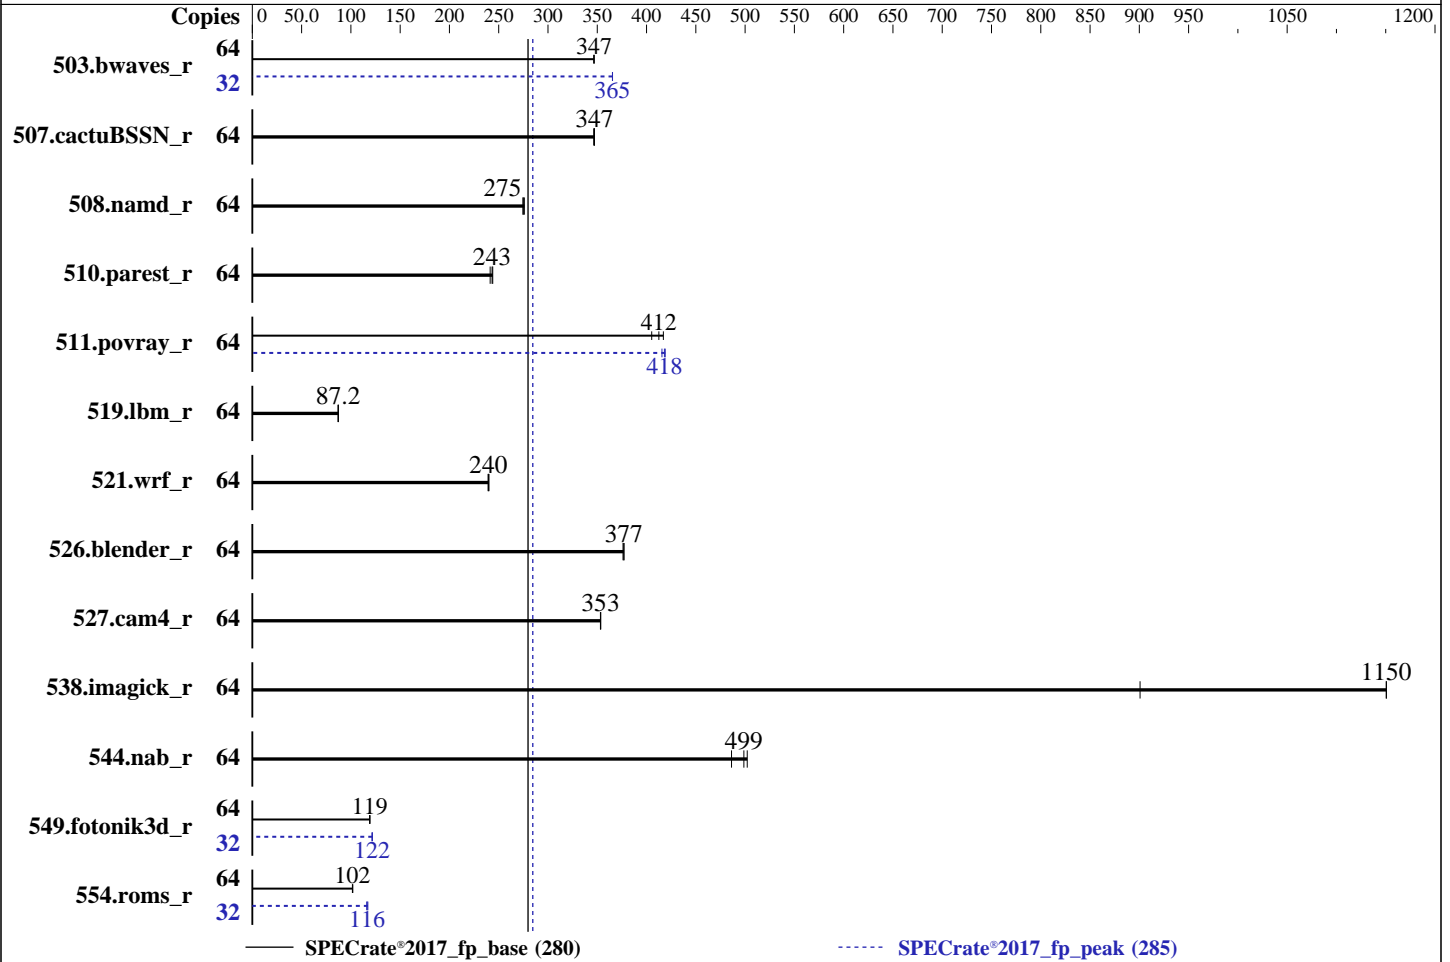 Copies 0 50.0 100 150 200 250 300 350 400 450 500 550 600 650 700 750 800 850 900 950 1050 1200
503.bwaves_r 64 347
32 365
507.cactuBSSN_r 64 347
508.namd_r 64 275
510.parest_r 64 243
511.povray_r 64 412
418
519.lbm_r 64 87.2
521.wrf_r 64 240
526.blender_r 64 377
527.cam4_r 64 353
538.imagick_r 64 1150
544.nab_r 64 499
549.fotonik3d_r 64 119
32 122
554.roms_r 64 102
32 116
SPECrate®2017_fp_base (280) SPECrate®2017_fp_peak (285)